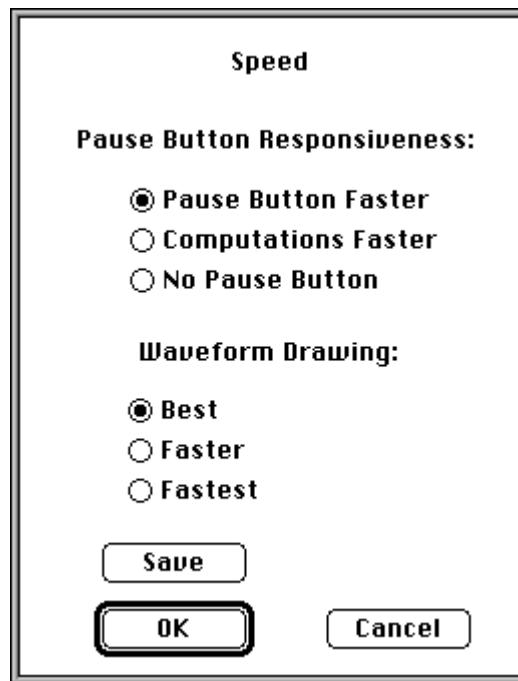 Speed
Pause Button Responsiveness:
Pause Button Faster
Computations Faster
No Pause Button
Waveform Drawing:
Best
Faster
Fastest
Save
OK Cancel